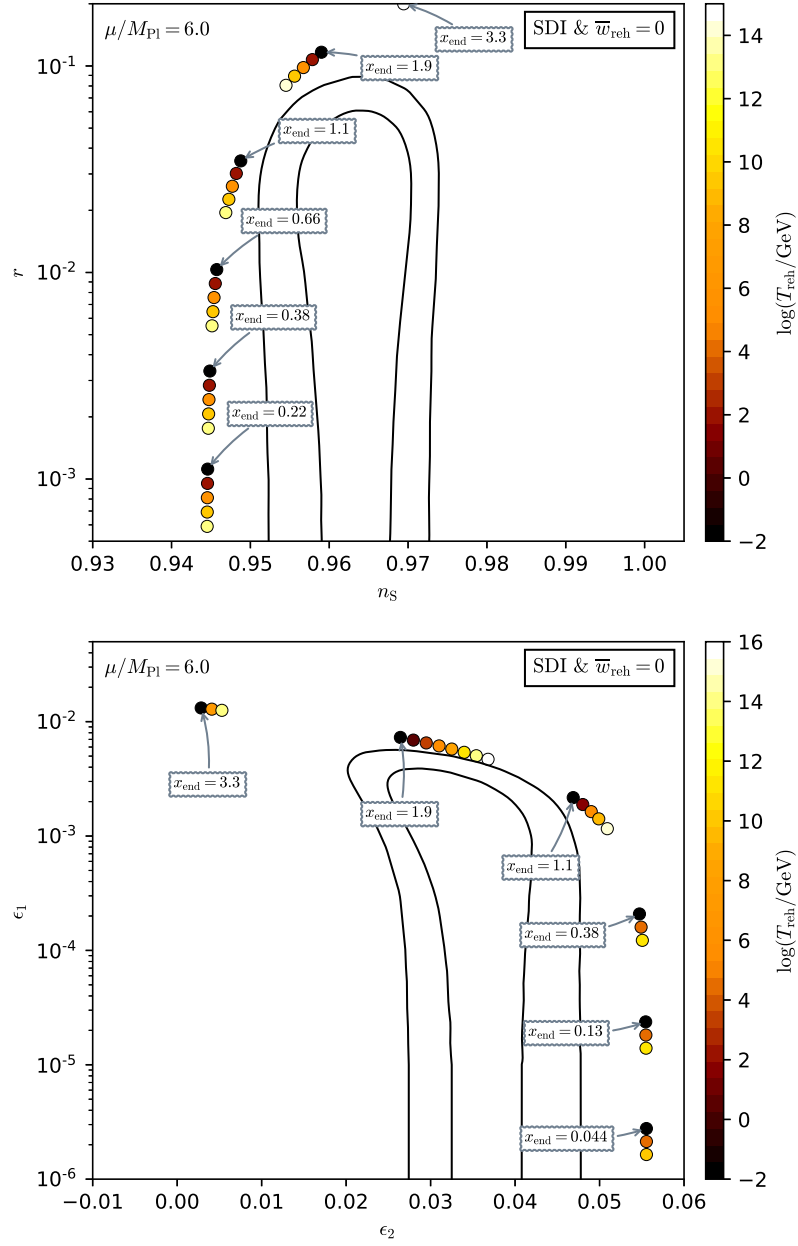 μ/M_Pl = 6.0
SDI & w̅_reh = 0
x_end = 3.3
x_end = 1.9
x_end = 1.1
x_end = 0.66
x_end = 0.38
x_end = 0.22
10^-1
10^-2
10^-3
r
0.93 0.94 0.95 0.96 0.97 0.98 0.99 1.00
n_S
14
12
10
8
6
4
2
0
−2
log(T_reh/GeV)
μ/M_Pl = 6.0
SDI & w̅_reh = 0
x_end = 3.3
x_end = 1.9
x_end = 1.1
x_end = 0.38
x_end = 0.13
x_end = 0.044
10^-2
10^-3
10^-4
10^-5
10^-6
ϵ_1
−0.01 0.00 0.01 0.02 0.03 0.04 0.05 0.06
ϵ_2
16
14
12
10
8
6
4
2
0
−2
log(T_reh/GeV)